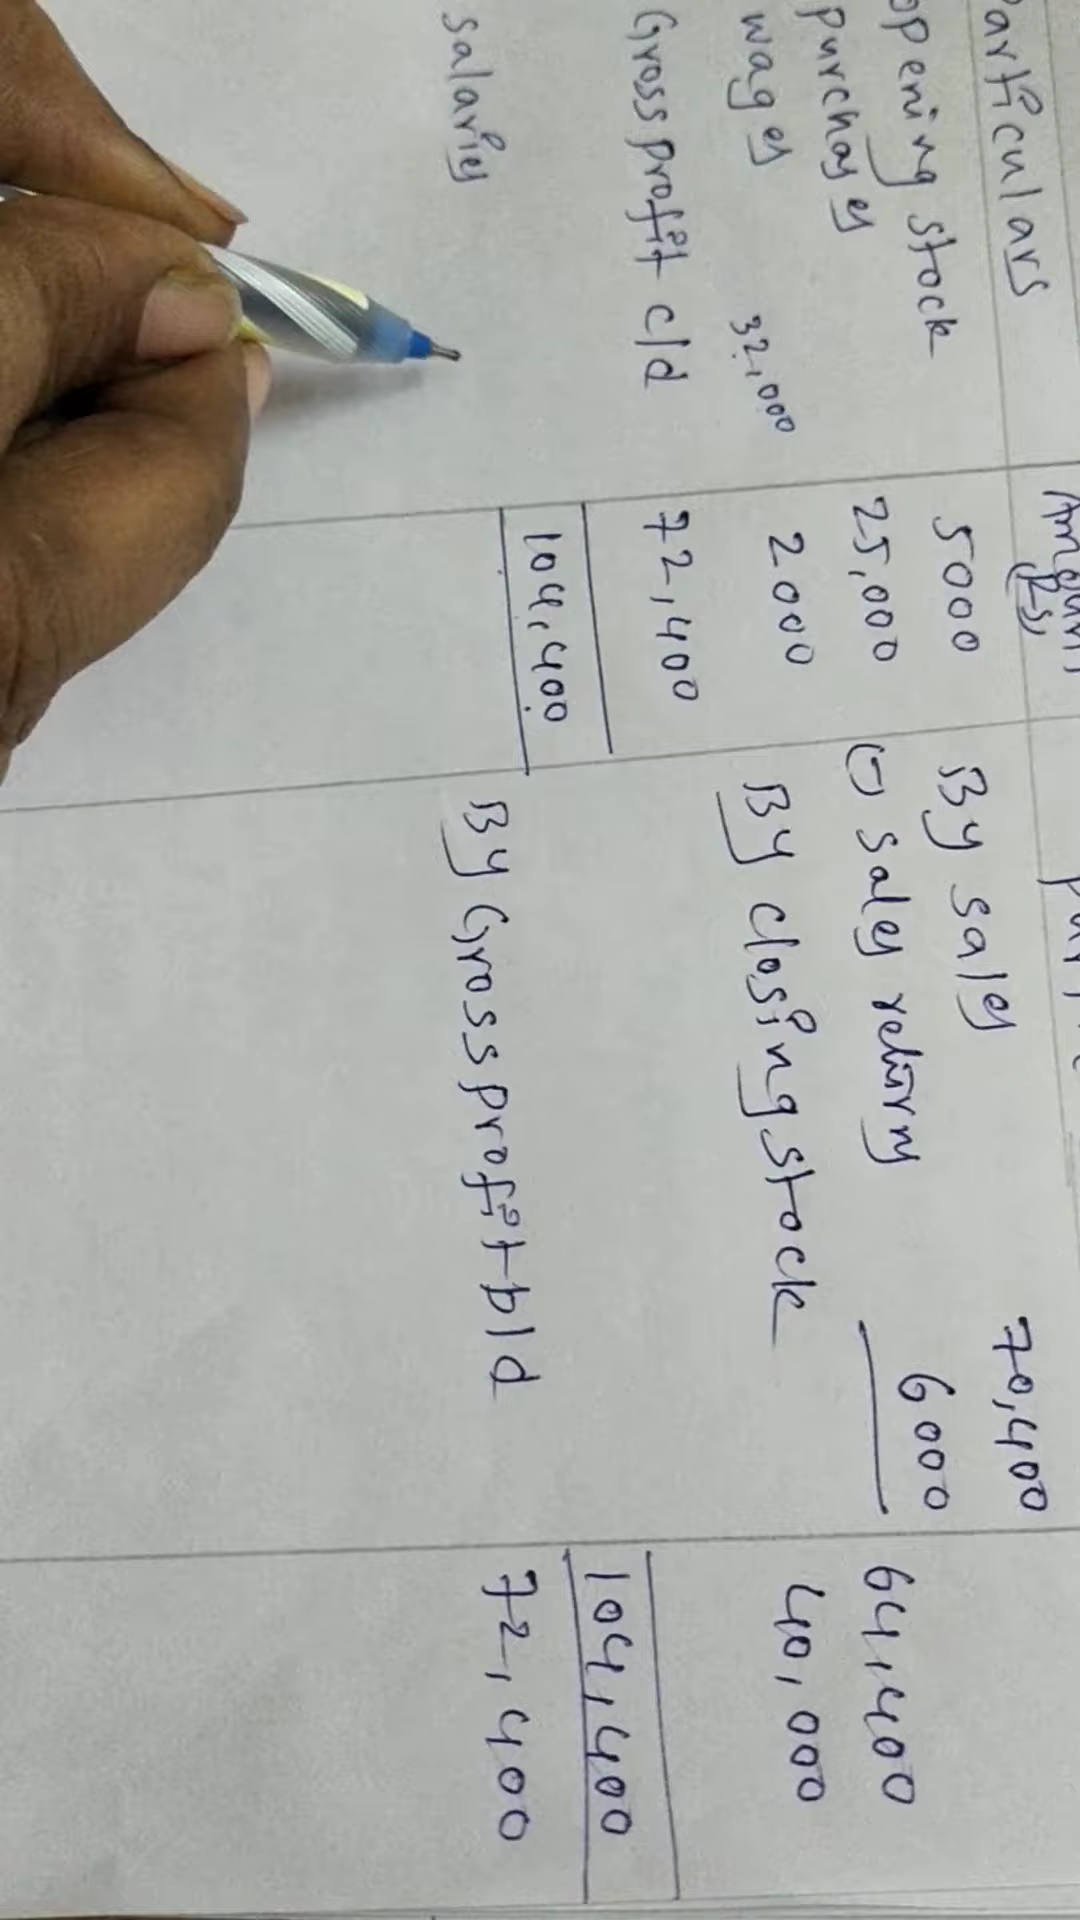 Particulars Amount (Rs,
opening stock 5000 By sales 70,400
purchases 25,000 (-) sales returns 6000 64,400
wages 32,000 2000 By closing stock 40,000
Gross profit c/d 72,400
104,400 104,400
salaries By Gross profit b/d 72,400